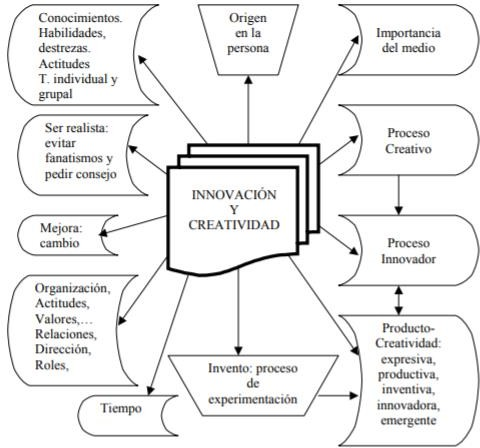 Conocimientos.
Habilidades,
destrezas.
Actitudes
T. individual y
grupal
Origen
en la
persona
Importancia
del medio
Ser realista:
evitar
fanatismos y
pedir consejo
Proceso
Creativo
INNOVACIÓN
Y
CREATIVIDAD
Mejora:
cambio
Proceso
Innovador
Organización,
Actitudes,
Valores,…
Relaciones,
Dirección,
Roles,
Producto-
Creatividad:
expresiva,
productiva,
inventiva,
innovadora,
emergente
Invento: proceso
de
experimentación
Tiempo